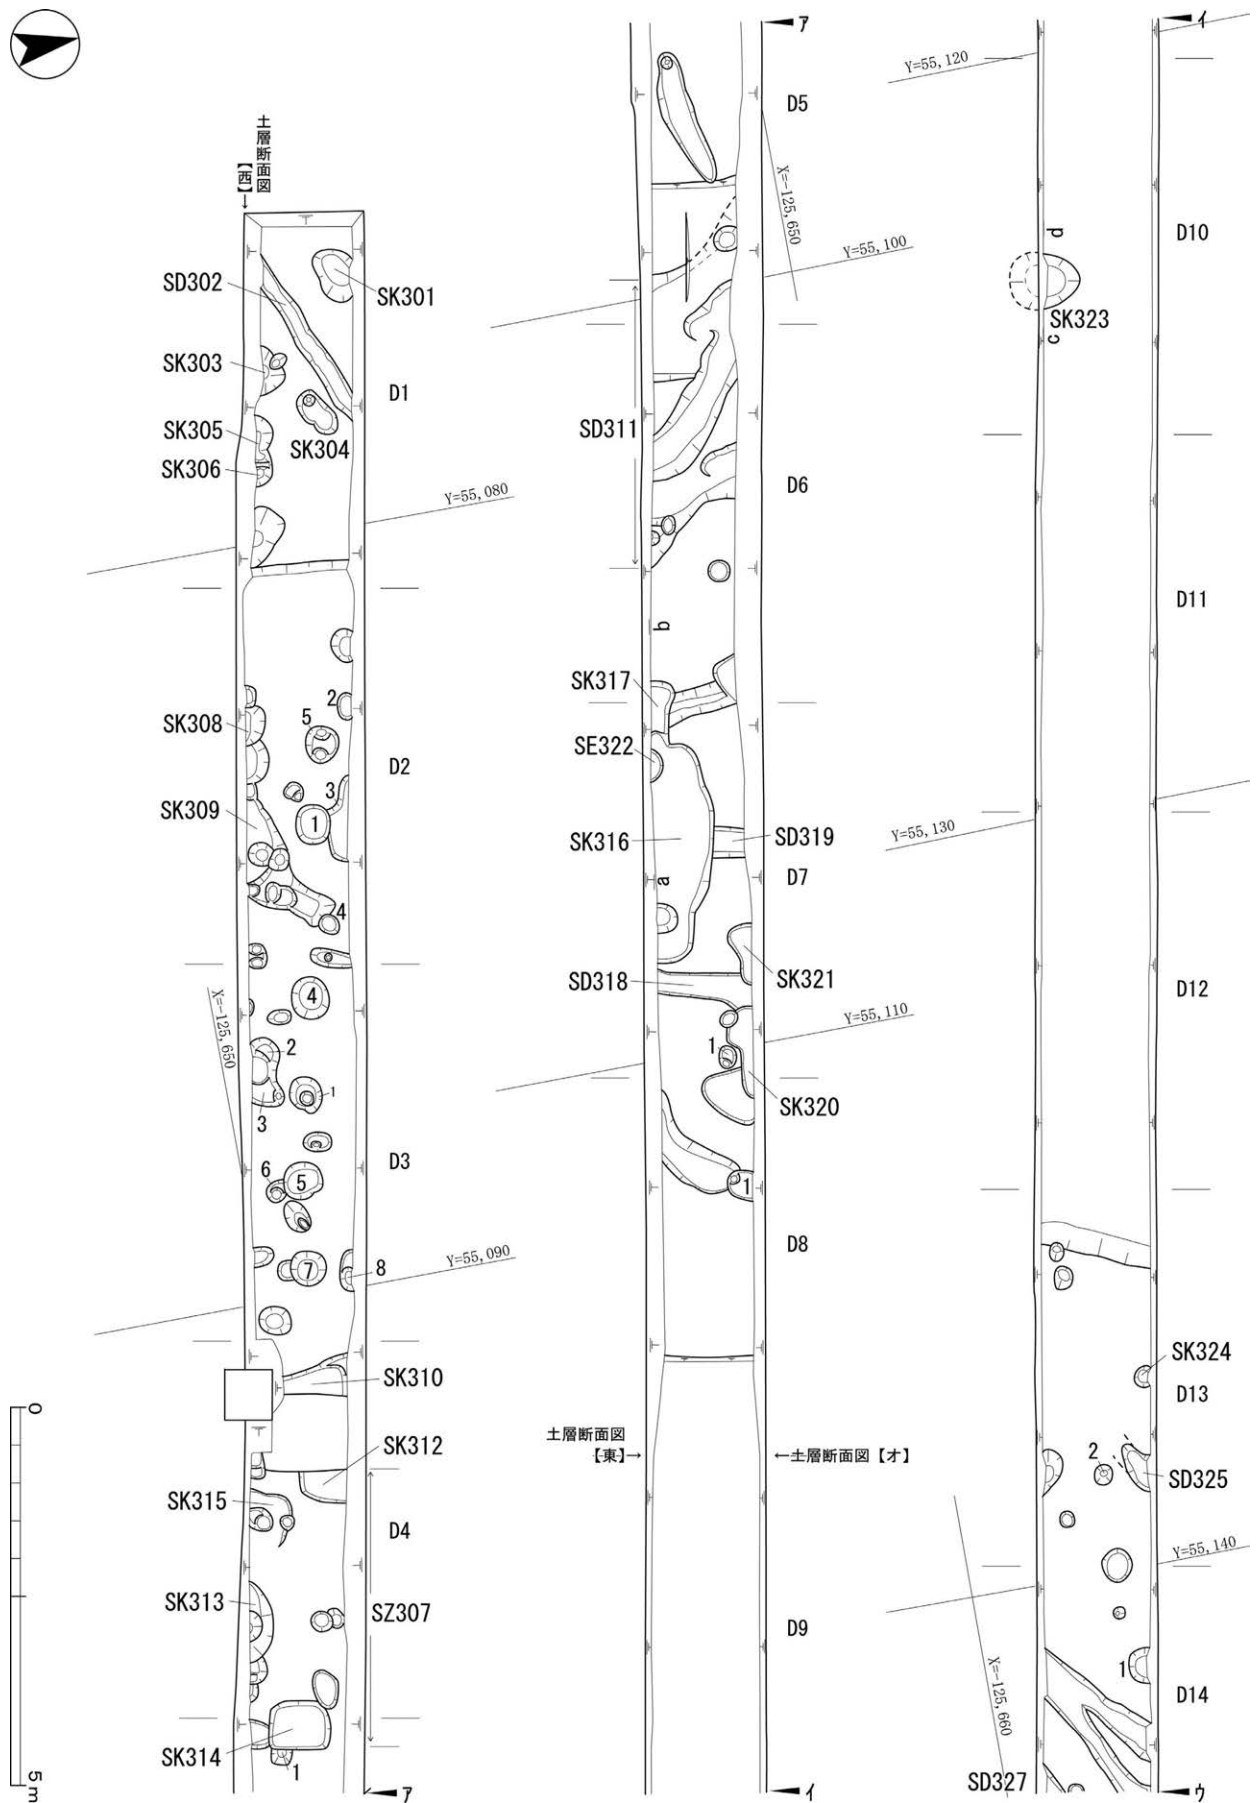 土層断面図
【西】
SD302
SK301
SK303
SK305
SK304
SK306
D1
Y=55,080
2
5
SK308
D2
3
SK309
1
4
X=-125,650
4
2
1
3
D3
6
5
7
8
Y=55,090
SK310
SK312
SK315
D4
SK313
SZ307
SK314
1
ア
0
5m
ア
D5
X=-125,650
Y=55,100
SD311
D6
b
SK317
SE322
SK316
SD319
a
D7
SD318
SK321
Y=55,110
1
SK320
1
D8
土層断面図
【東】
土層断面図【オ】
D9
イ
イ
Y=55,120
d
D10
SK323
c
D11
Y=55,130
D12
SK324
D13
2
SD325
Y=55,140
X=-125,660
1
D14
SD327
ウ